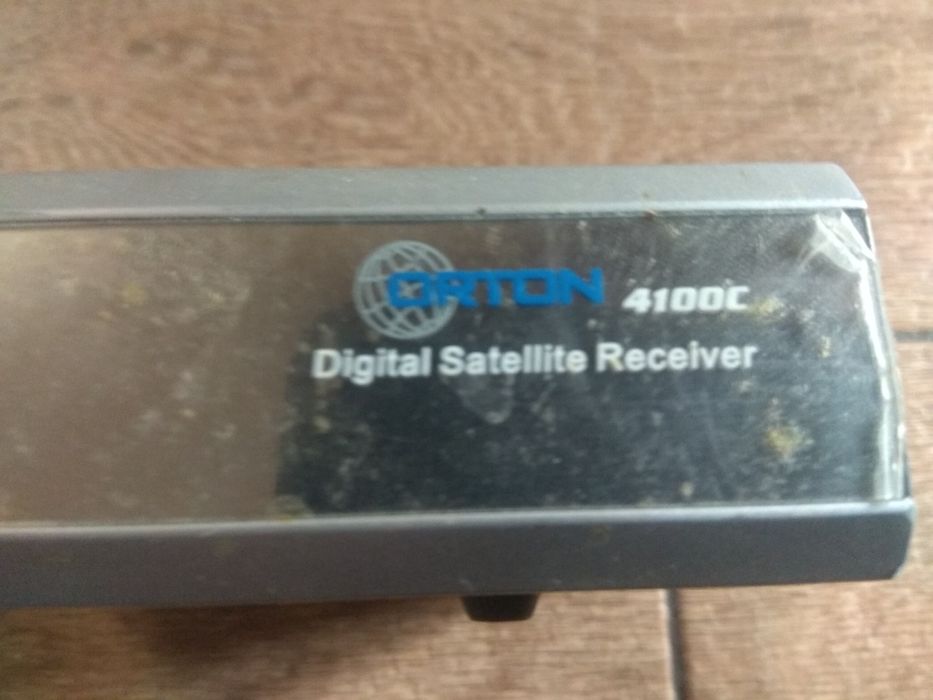 ORTON 4100C
Digital Satellite Receiver